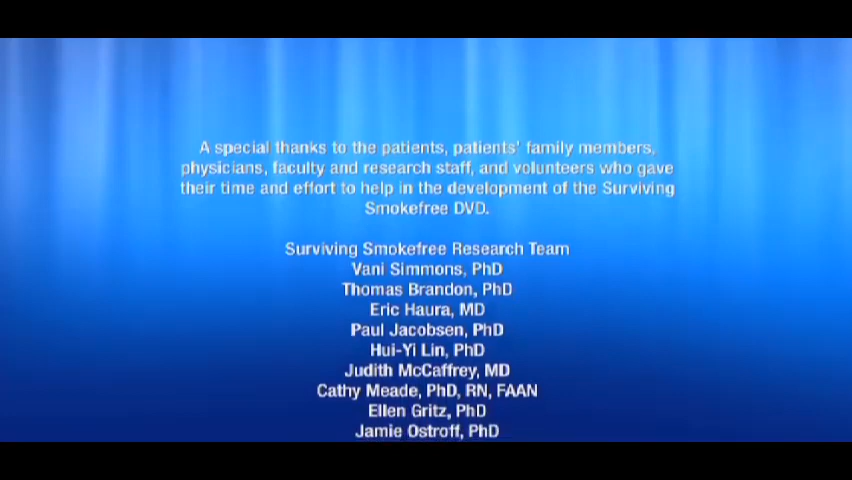 A special thanks to the patients, patients' family members,
physicians, faculty and research staff, and volunteers who gave
their time and effort to help in the development of the Surviving
Smokefree DVD.
Surviving Smokefree Research Team
Vani Simmons, PhD
Thomas Brandon, PhD
Eric Haura, MD
Paul Jacobsen, PhD
Hui-Yi Lin, PhD
Judith McCaffrey, MD
Cathy Meade, PhD, RN, FAAN
Ellen Gritz, PhD
Jamie Ostroff, PhD